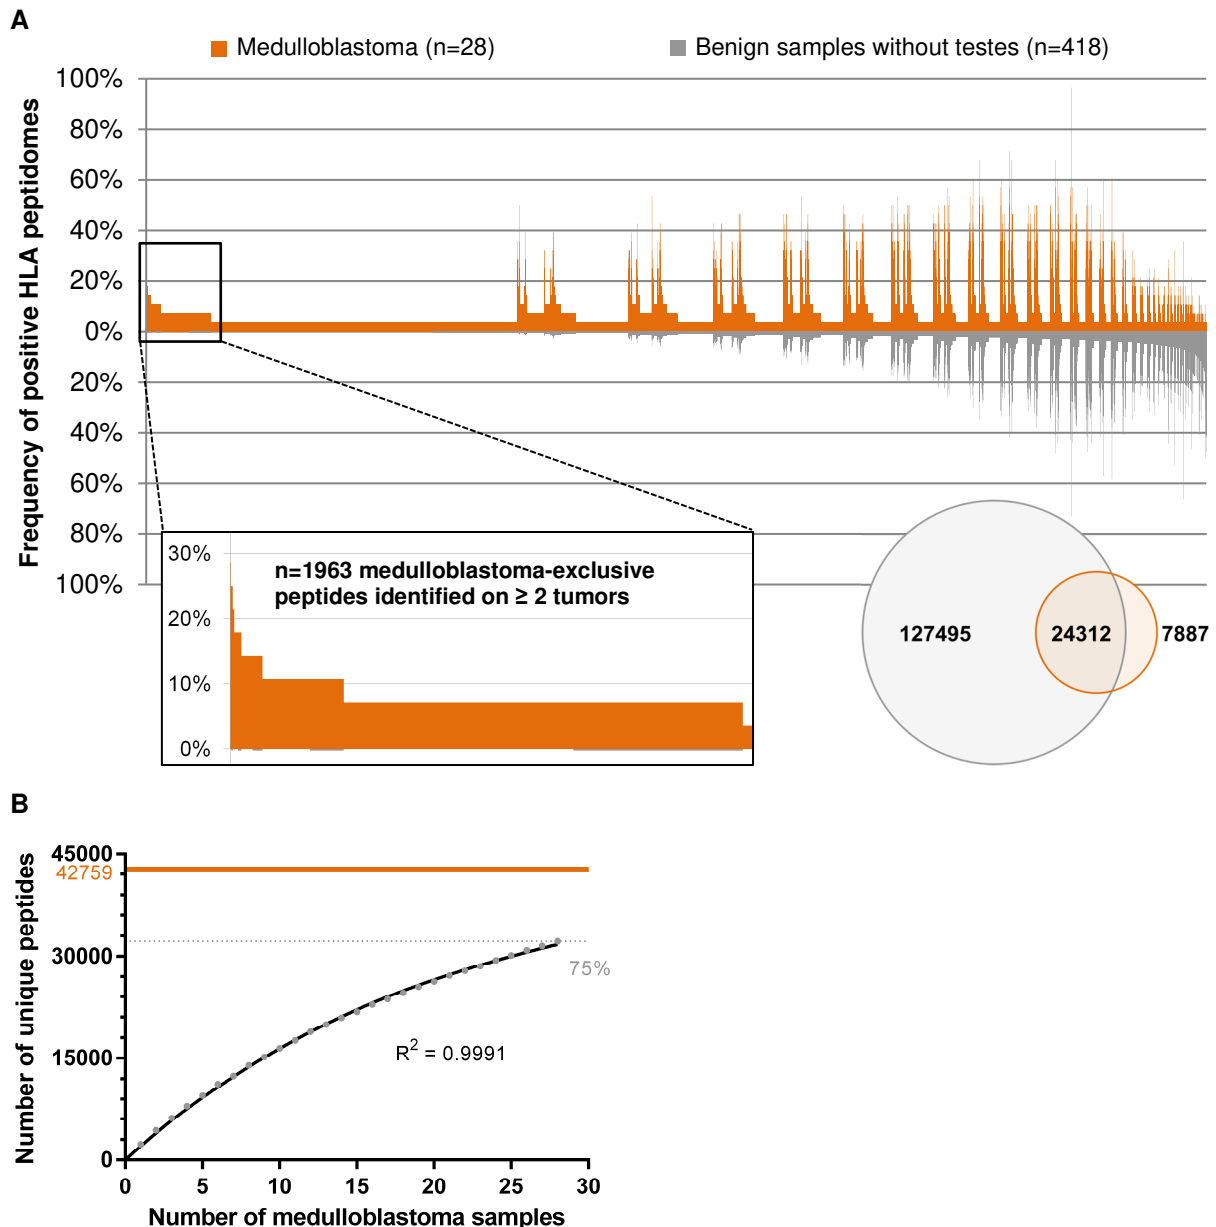 A
Medulloblastoma (n=28)
Benign samples without testes (n=418)
Frequency of positive HLA peptidomes
100%
80%
60%
40%
20%
0%
20%
40%
60%
80%
100%
30%
20%
10%
0%
n=1963 medulloblastoma-exclusive
peptides identified on ≥ 2 tumors
127495
24312
7887
B
Number of unique peptides
45000
42759
30000
15000
0
75%
R² = 0.9991
0 5 10 15 20 25 30
Number of medulloblastoma samples